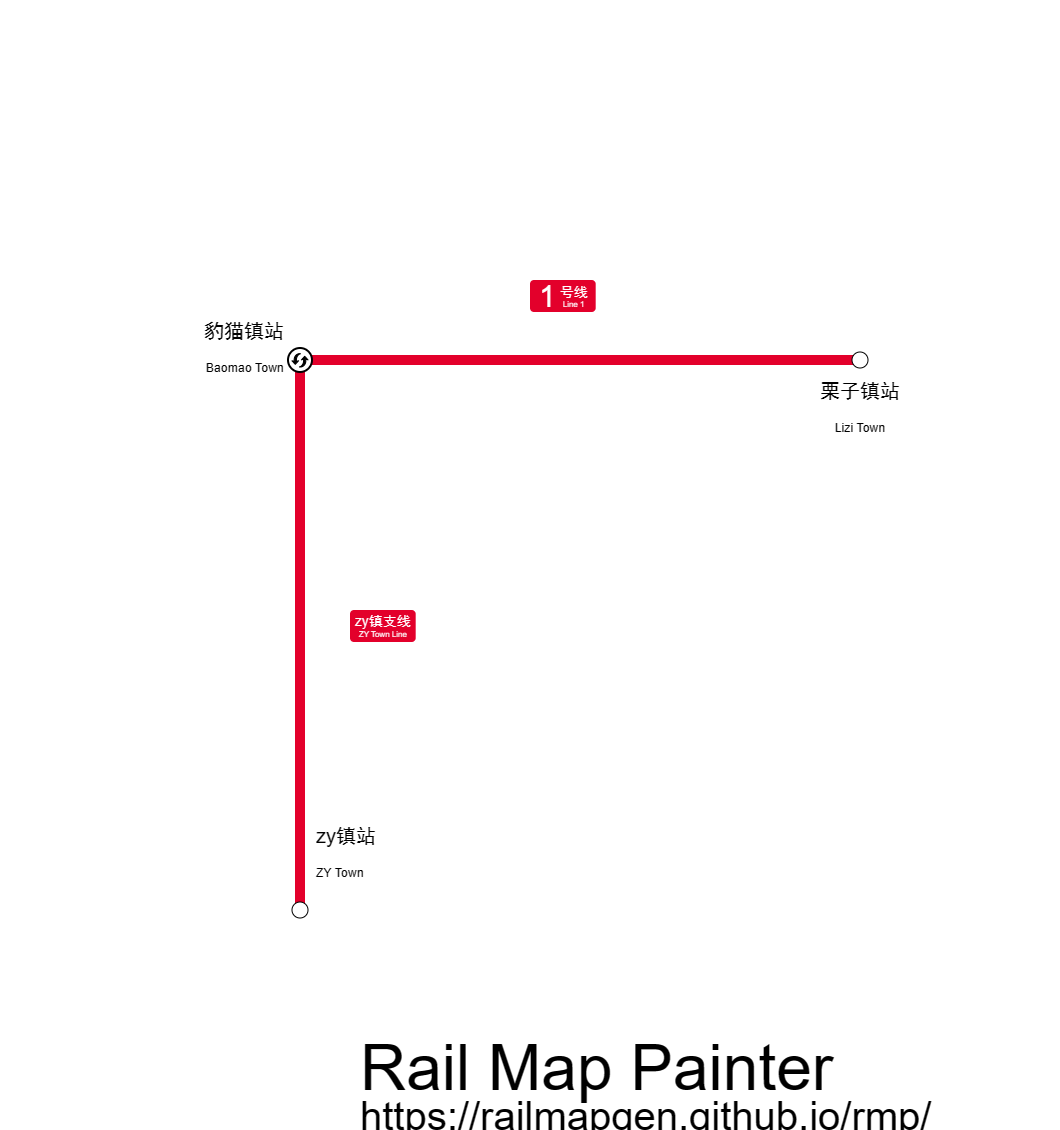 1 号线
Line 1
豹猫镇站
Baomao Town
栗子镇站
Lizi Town
zy镇支线
ZY Town Line
zy镇站
ZY Town
Rail Map Painter
https://railmapgen.github.io/rmp/